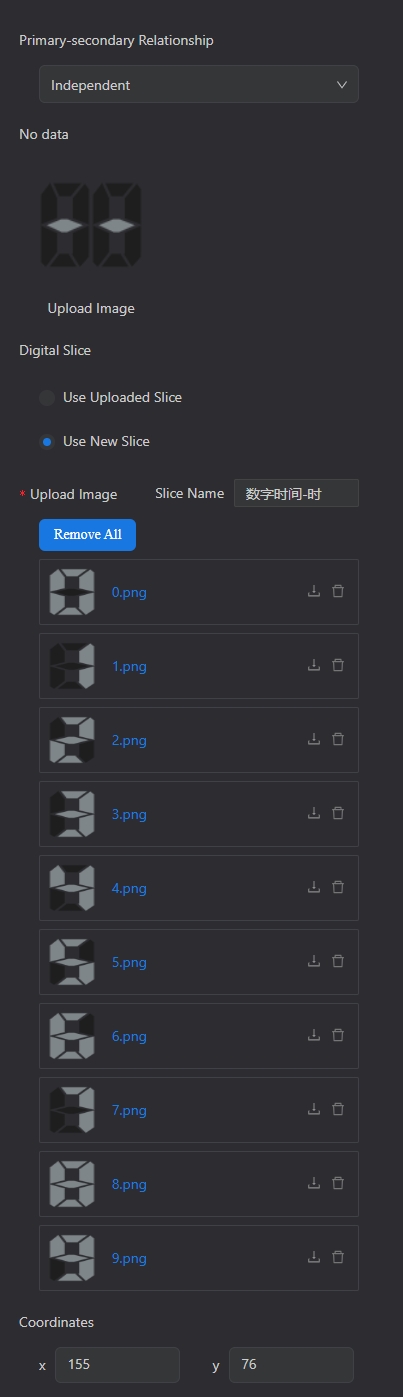 Primary-secondary Relationship
Independent
No data
Upload Image
Digital Slice
Use Uploaded Slice
Use New Slice
* Upload Image Slice Name 数字时间-时
Remove All
0.png
1.png
2.png
3.png
4.png
5.png
6.png
7.png
8.png
9.png
Coordinates
x 155 y 76